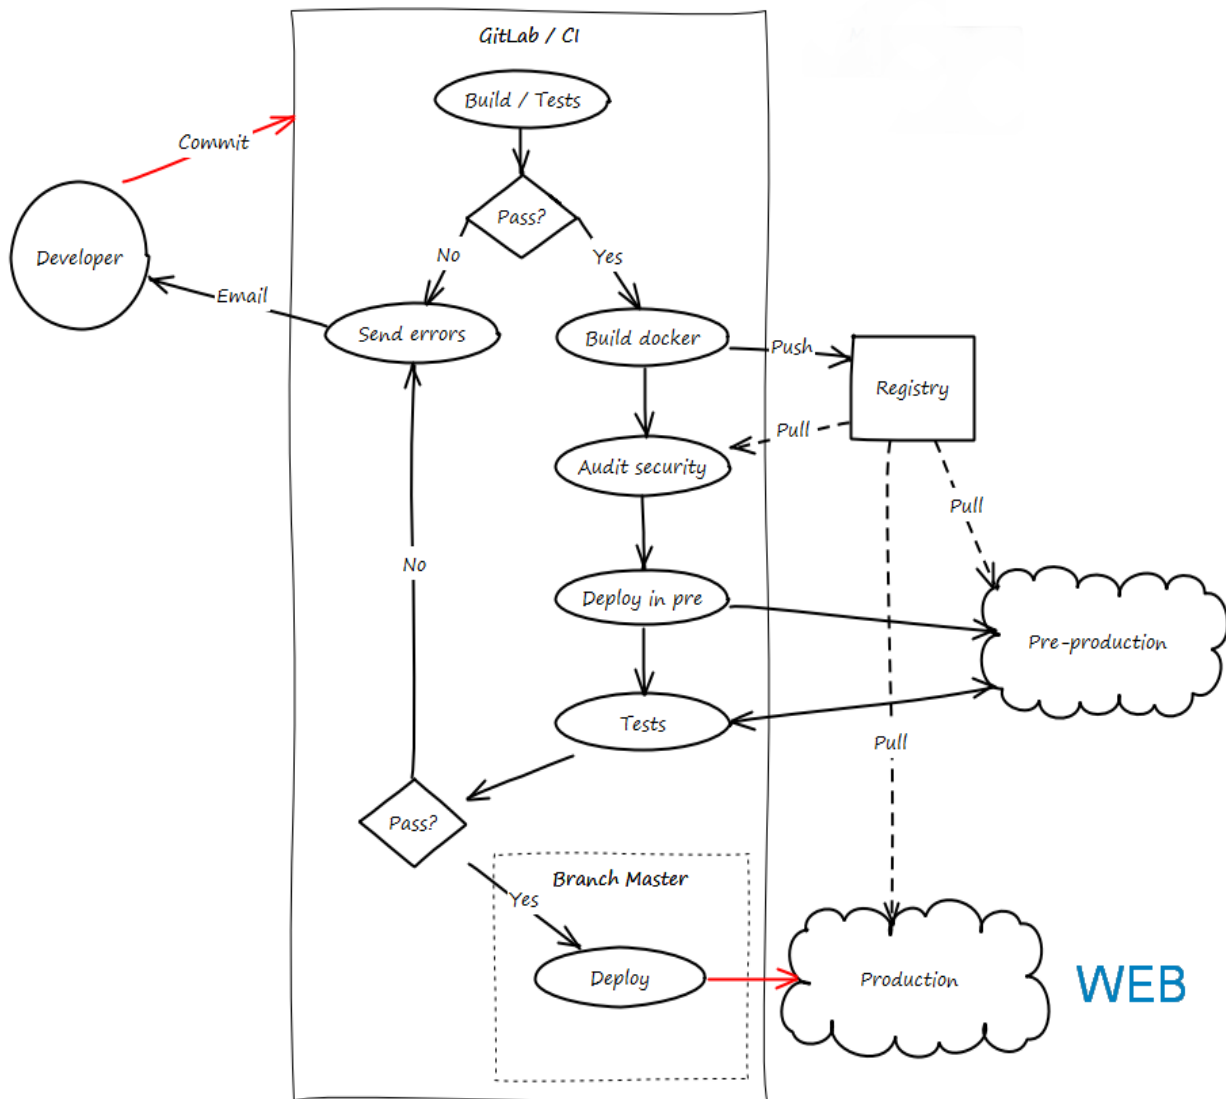 GitLab / CI
Build / Tests
Commit
Pass?
Developer
No
Yes
Email
Send errors
Build docker
Push
Registry
Pull
Audit security
Pull
No
Deploy in pre
Pre-production
Tests
Pull
Pass?
Branch Master
Yes
Deploy
Production
WEB